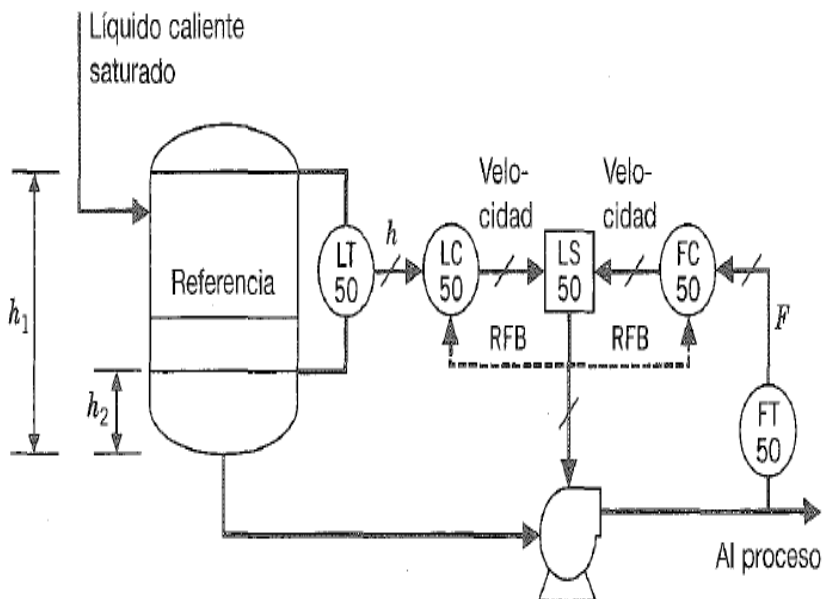 Líquido caliente
saturado
Velo-
cidad
Velo-
cidad
h
LT
50
LC
50
LS
50
FC
50
Referencia
h1
RFB
RFB
F
h2
FT
50
Al proceso